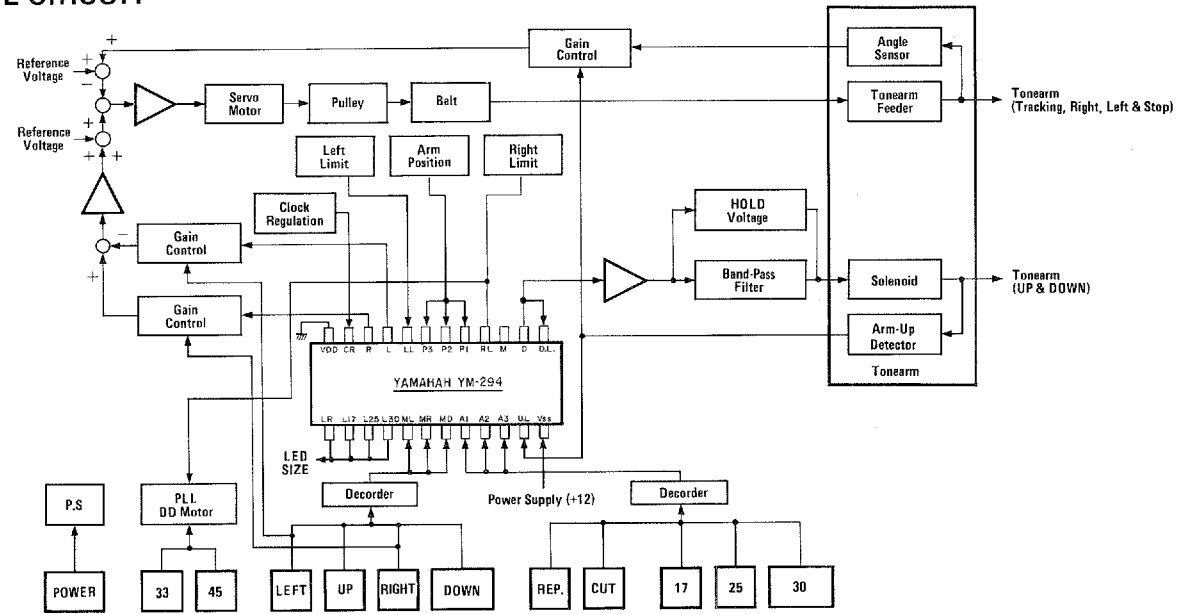 Gain
Control
Angle
Sensor
Reference
Voltage
Servo
Motor
Pulley
Belt
Tonearm
Feeder
Tonearm
(Tracking, Right, Left & Stop)
Reference
Voltage
Left
Limit
Arm
Position
Right
Limit
Clock
Regulation
HOLD
Voltage
Gain
Control
Band-Pass
Filter
Solenoid
Tonearm
(UP & DOWN)
Gain
Control
Arm-Up
Detector
Tonearm
VDD CR R L LL P3 P2 P1 RL M D D.L.
YAMAHAH YM-294
LR L17 L25 L30 ML MR MD A1 A2 A3 U.L Vss
LED
SIZE
Decorder
Power Supply (+12)
Decorder
P.S
PLL
DD Motor
POWER
33
45
LEFT
UP
RIGHT
DOWN
REP.
CUT
17
25
30